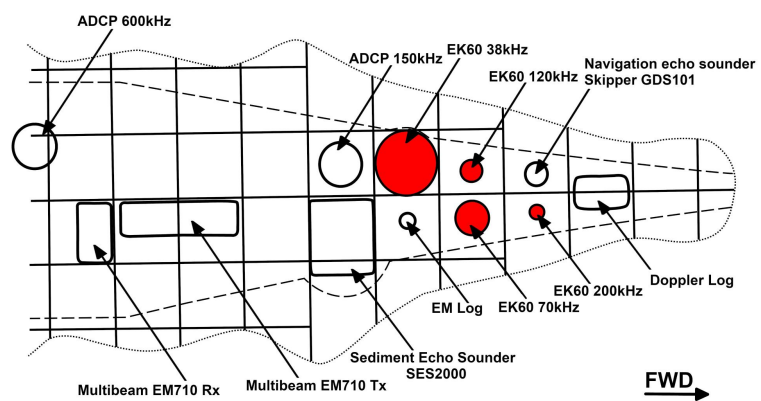 ADCP 600kHz
ADCP 150kHz
EK60 38kHz
EK60 120kHz
Navigation echo sounder
Skipper GDS101
Multibeam EM710 Rx
Multibeam EM710 Tx
Sediment Echo Sounder
SES2000
EM Log
EK60 70kHz
EK60 200kHz
Doppler Log
FWD